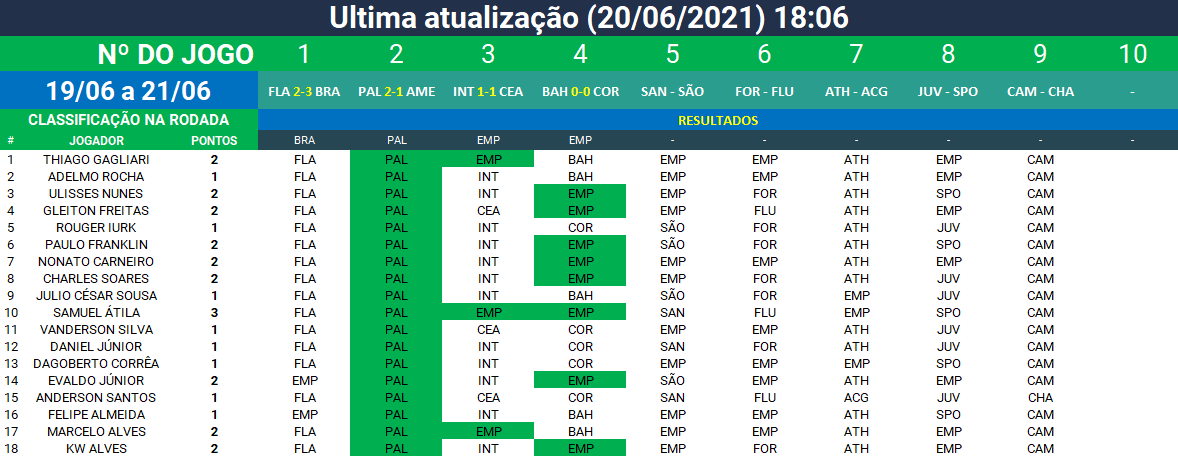 Ultima atualização (20/06/2021) 18:06
Nº DO JOGO 1 2 3 4 5 6 7 8 9 10
19/06 a 21/06 FLA 2-3 BRA PAL 2-1 AME INT 1-1 CEA BAH 0-0 COR SAN - SÃO FOR - FLU ATH - ACG JUV - SPO CAM - CHA -
CLASSIFICAÇÃO NA RODADA RESULTADOS
# JOGADOR PONTOS BRA PAL EMP EMP - - - - - -
1 THIAGO GAGLIARI 2 FLA PAL EMP BAH EMP EMP ATH EMP CAM
2 ADELMO ROCHA 1 FLA PAL INT BAH EMP EMP ATH EMP CAM
3 ULISSES NUNES 2 FLA PAL INT EMP EMP FOR ATH SPO CAM
4 GLEITON FREITAS 2 FLA PAL CEA EMP EMP FLU ATH EMP CAM
5 ROUGER IURK 1 FLA PAL INT COR SÃO FOR ATH JUV CAM
6 PAULO FRANKLIN 2 FLA PAL INT EMP SÃO FOR ATH SPO CAM
7 NONATO CARNEIRO 2 FLA PAL INT EMP EMP EMP ATH EMP CAM
8 CHARLES SOARES 2 FLA PAL INT EMP EMP FOR ATH JUV CAM
9 JULIO CÉSAR SOUSA 1 FLA PAL INT BAH SÃO FOR EMP JUV CAM
10 SAMUEL ÁTILA 3 FLA PAL EMP EMP SAN FLU EMP SPO CAM
11 VANDERSON SILVA 1 FLA PAL CEA COR EMP EMP ATH JUV CAM
12 DANIEL JÚNIOR 1 FLA PAL INT COR SAN FOR ATH JUV CAM
13 DAGOBERTO CORRÊA 1 FLA PAL INT COR EMP EMP EMP SPO CAM
14 EVALDO JÚNIOR 2 EMP PAL INT EMP SÃO EMP ATH EMP CAM
15 ANDERSON SANTOS 1 FLA PAL CEA COR SAN FLU ACG JUV CHA
16 FELIPE ALMEIDA 1 EMP PAL INT BAH EMP EMP ATH SPO CAM
17 MARCELO ALVES 2 FLA PAL EMP BAH EMP EMP ATH EMP CAM
18 KW ALVES 2 FLA PAL INT EMP EMP FOR ATH EMP CAM